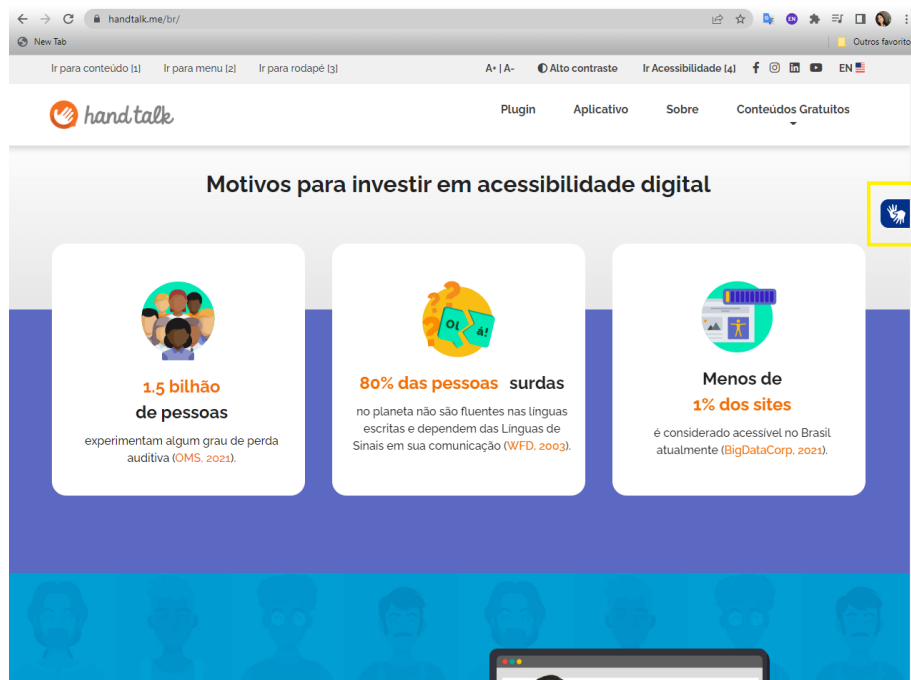 handtalk.me/br/
EN
New Tab
Outros favorito
Ir para conteúdo [1] Ir para menu [2] Ir para rodapé [3] A+ | A- Alto contraste Ir Acessibilidade [4] EN
hand talk
Plugin Aplicativo Sobre Conteúdos Gratuitos
Motivos para investir em acessibilidade digital
1.5 bilhão
de pessoas
experimentam algum grau de perda
auditiva (OMS, 2021).
???
OL á!
80% das pessoas surdas
no planeta não são fluentes nas línguas
escritas e dependem das Línguas de
Sinais em sua comunicação (WFD, 2003).
Menos de
1% dos sites
é considerado acessível no Brasil
atualmente (BigDataCorp, 2021).